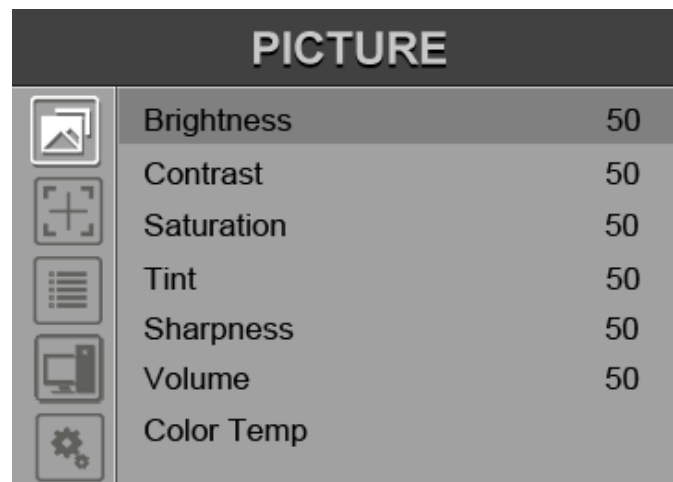 PICTURE
Brightness 50
Contrast 50
Saturation 50
Tint 50
Sharpness 50
Volume 50
Color Temp